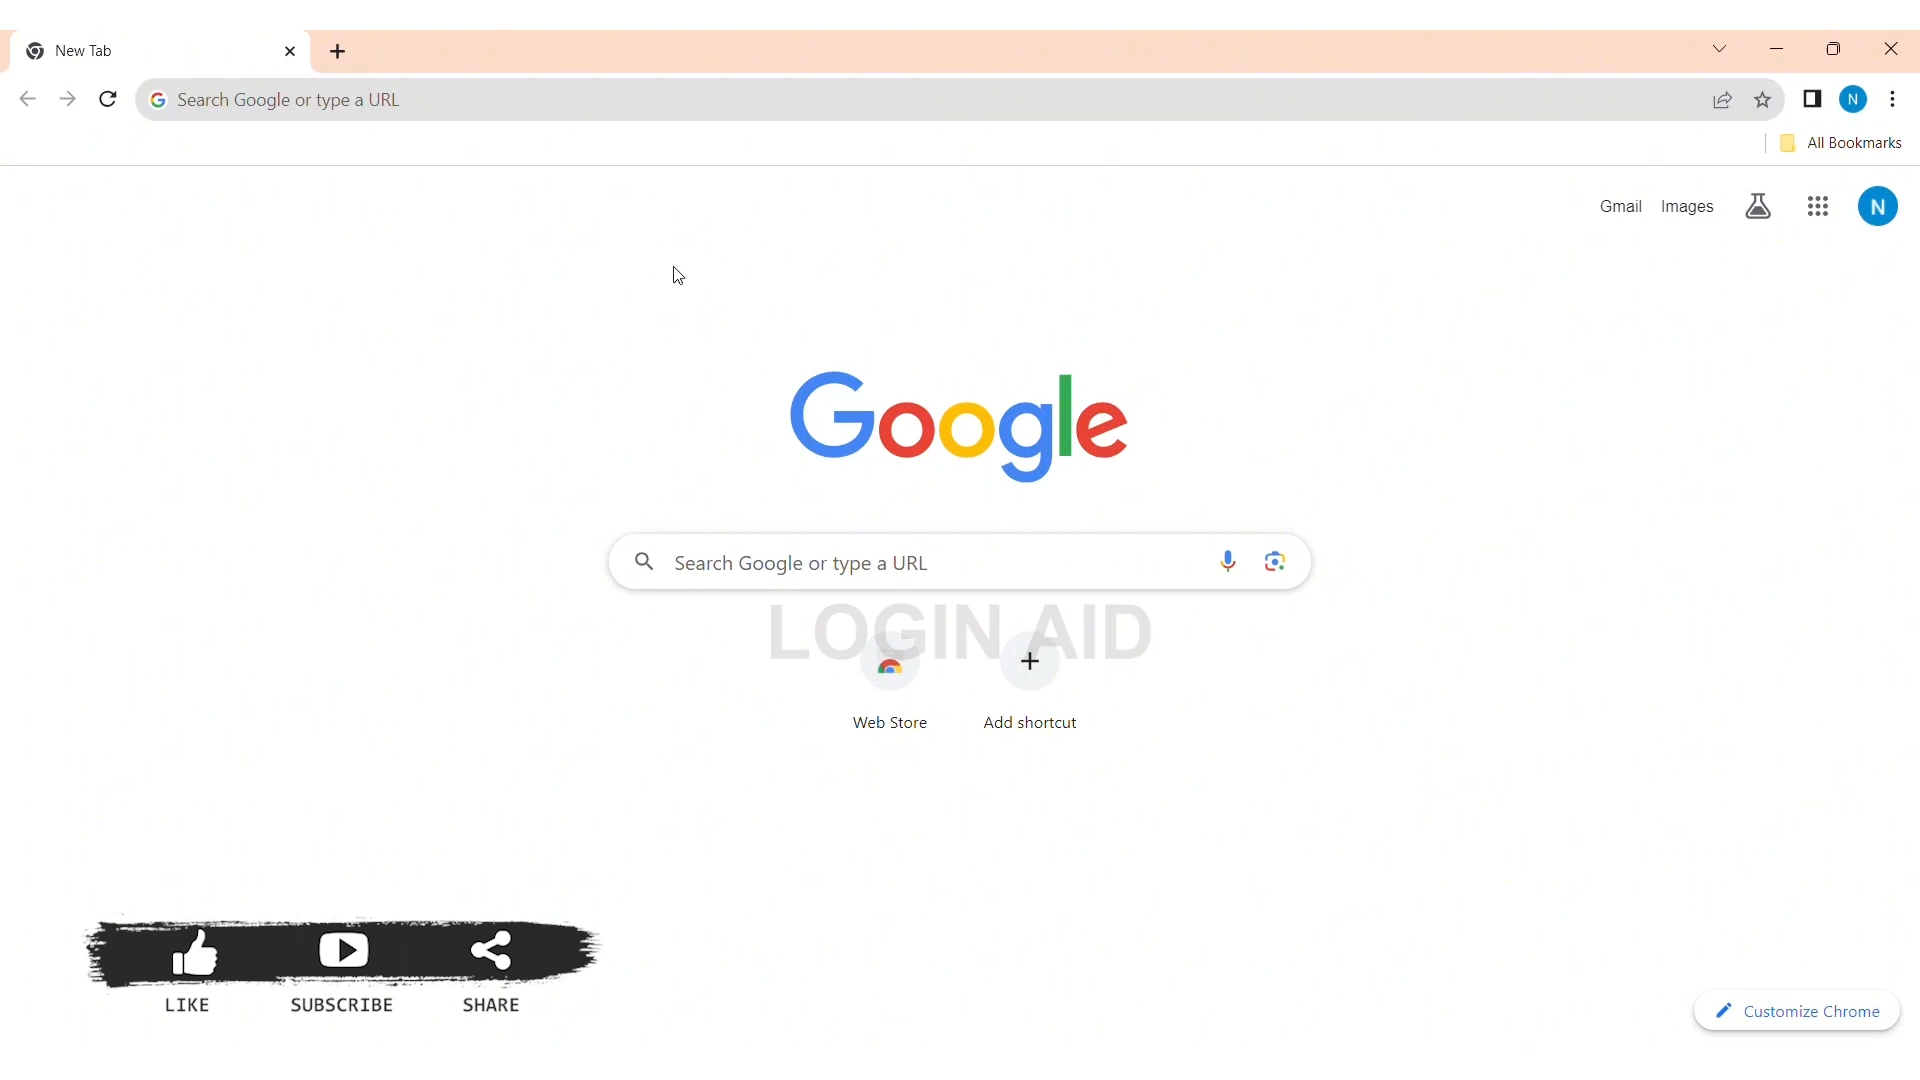 New Tab
Search Google or type a URL
N
All Bookmarks
Gmail Images
N
Google
Search Google or type a URL
LOGIN AID
Web Store Add shortcut
LIKE SUBSCRIBE SHARE
Customize Chrome